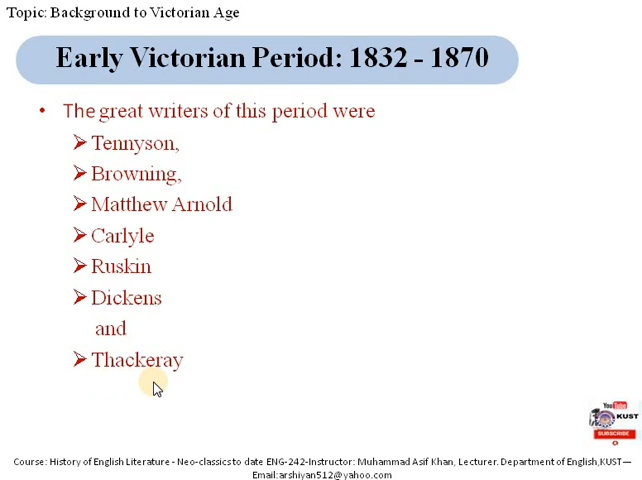 Topic: Background to Victorian Age
Early Victorian Period: 1832 - 1870
• The great writers of this period were
➢ Tennyson,
➢ Browning,
➢ Matthew Arnold
➢ Carlyle
➢ Ruskin
➢ Dickens
and
➢ Thackeray
YouTube
KUST
SUBSCRIBE
Course: History of English Literature - Neo-classics to date ENG-242-Instructor: Muhammad Asif Khan, Lecturer. Department of English,KUST—
Email:arshiyan512@yahoo.com